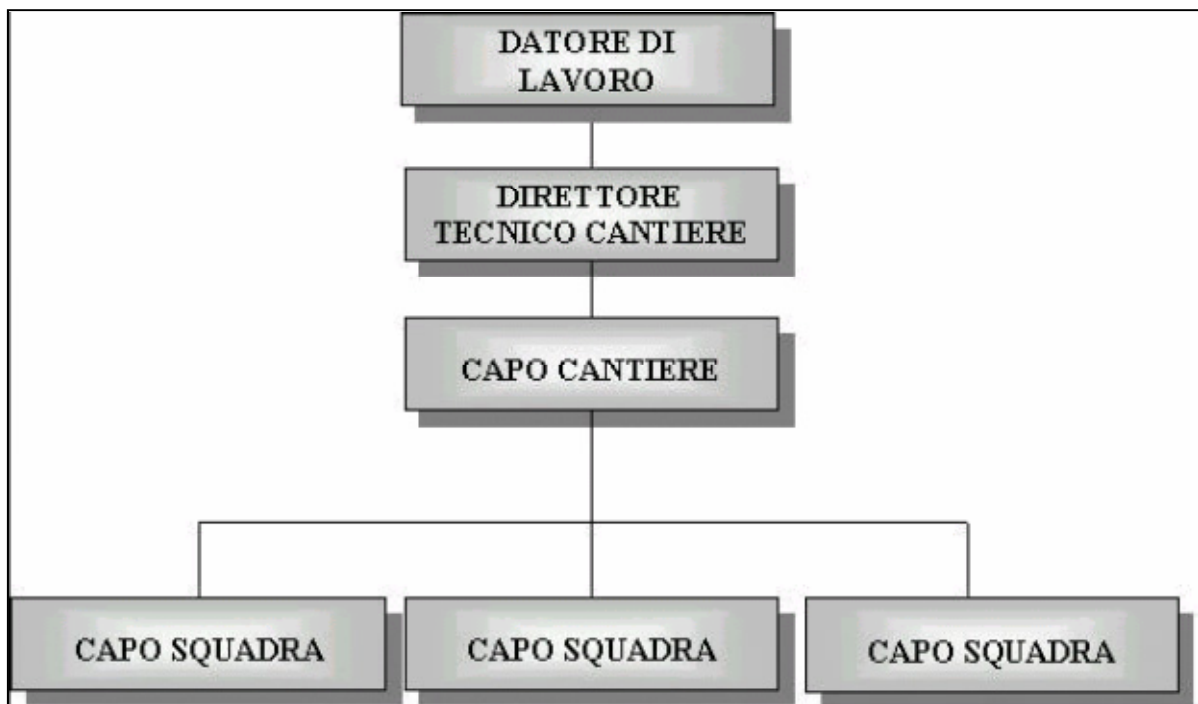 DATORE DI
LAVORO
DIRETTORE
TECNICO CANTIERE
CAPO CANTIERE
CAPO SQUADRA
CAPO SQUADRA
CAPO SQUADRA